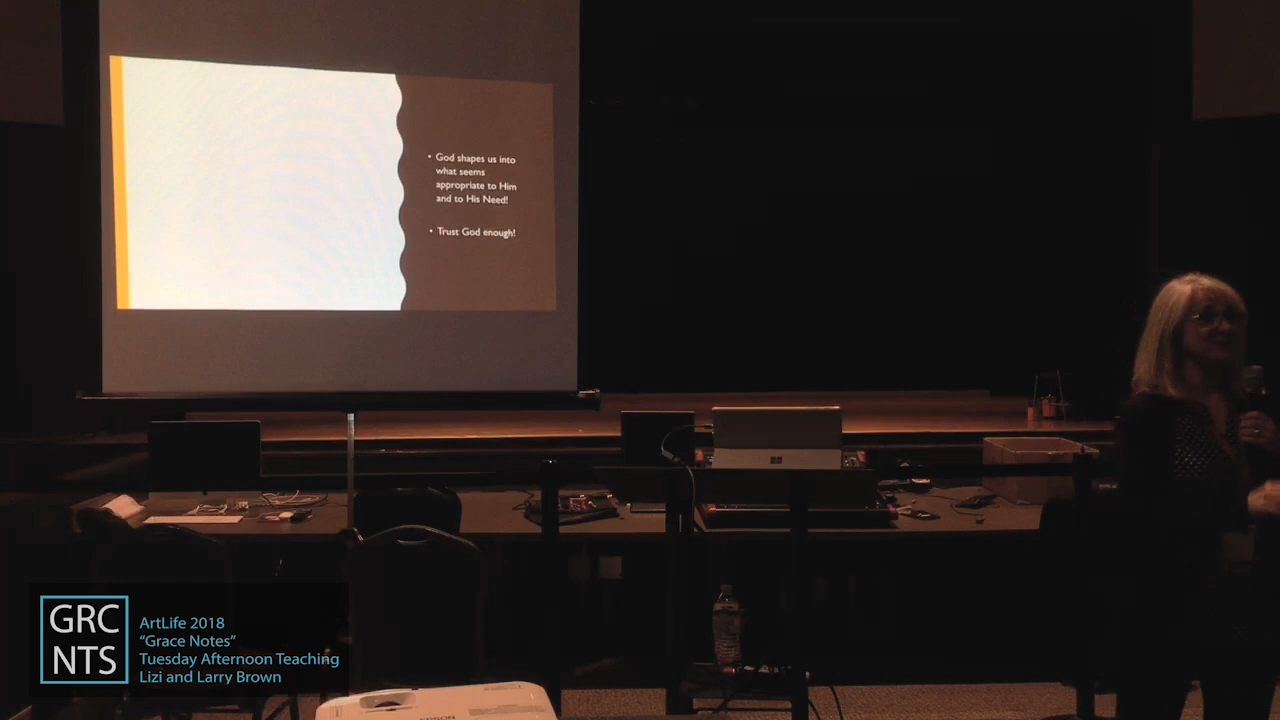 • God shapes us into
what seems
appropriate to Him
and to His Need!
• Trust God enough!
GRC
NTS
ArtLife 2018
“Grace Notes”
Tuesday Afternoon Teaching
Lizi and Larry Brown
EPSON